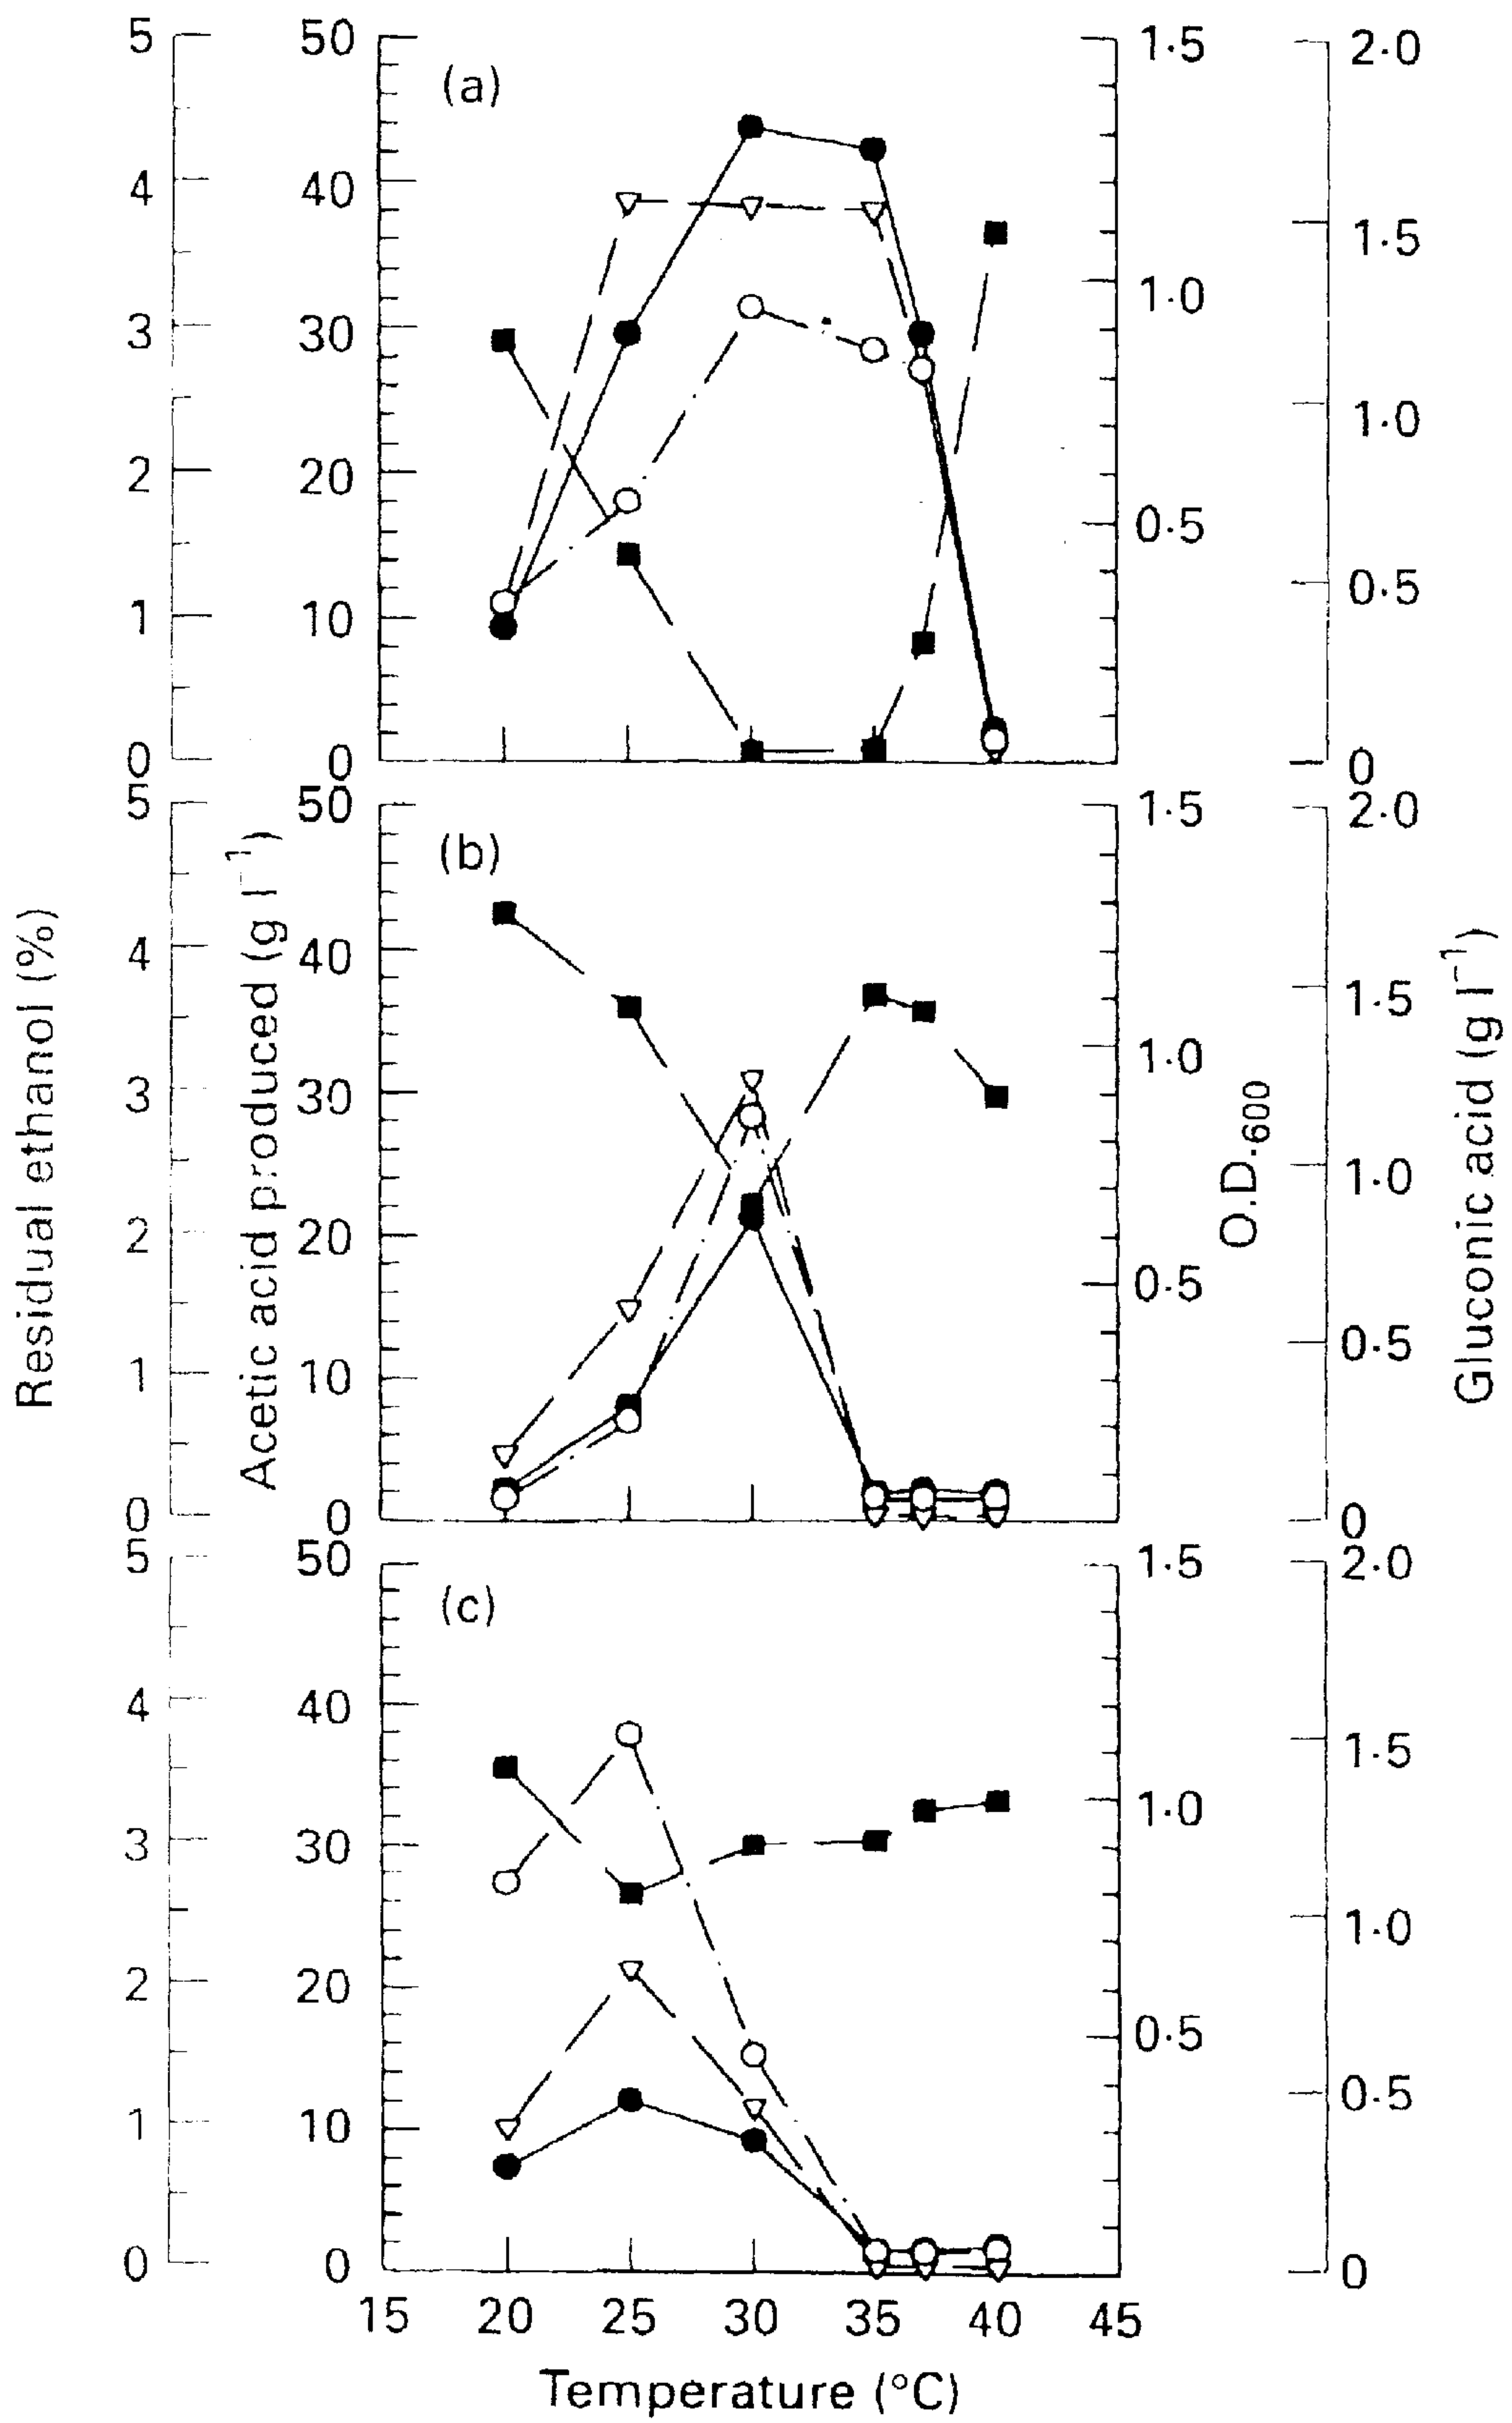 5 50 (a) 1·5 2·0
4 40 1·5
3 30 1·0
2 20 0·5 1·0
1 10 0·5
0 0 0
5 50 (b) 1·5 2·0
4 40 1·5
3 30 1·0
2 20 0·5 1·0
1 10 0·5
0 0 0
5 50 (c) 1·5 2·0
4 40 1·5
3 30 1·0
2 20 0·5 1·0
1 10 0·5
0 0 0
15 20 25 30 35 40 45
Temperature (°C)
Residual ethanol (%)
Acetic acid produced (g l⁻¹)
O.D.₆₀₀
Gluconic acid (g l⁻¹)